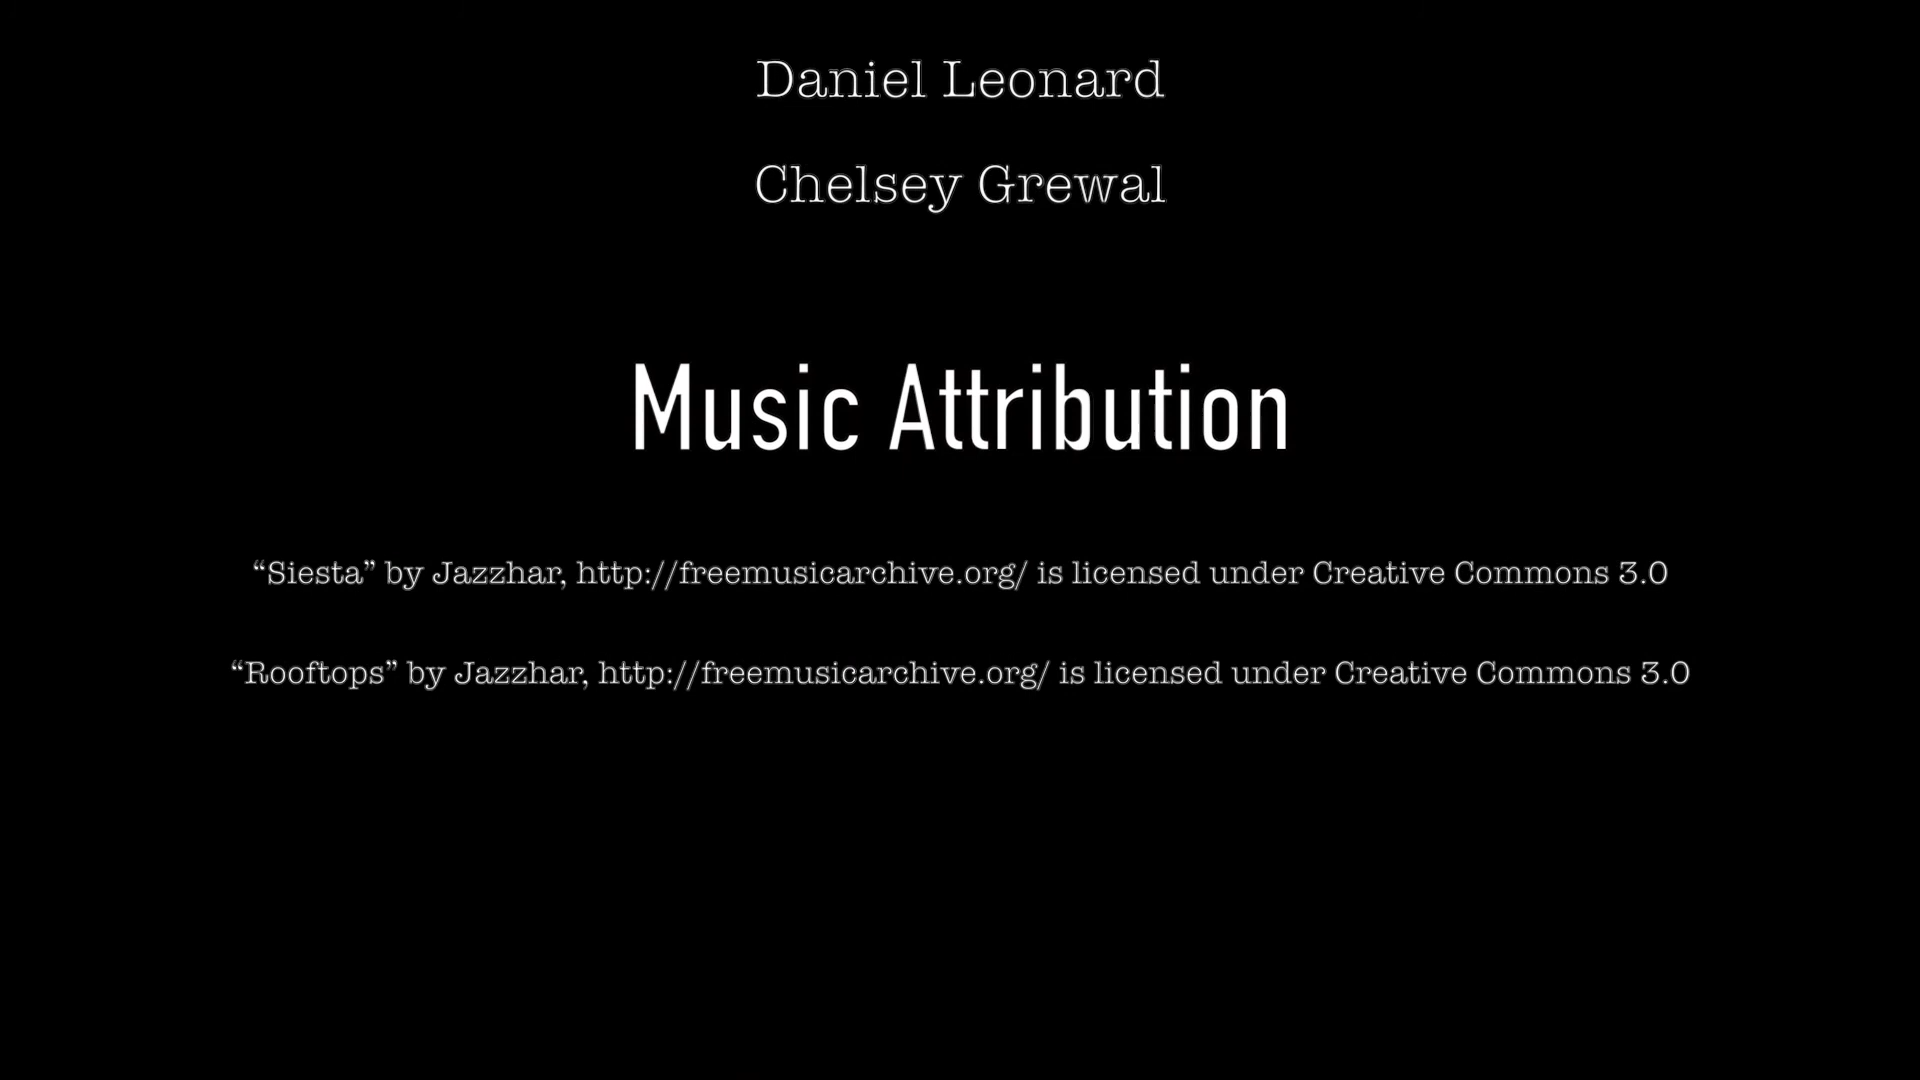 Daniel Leonard
Chelsey Grewal
Music Attribution
“Siesta” by Jazzhar, http://freemusicarchive.org/ is licensed under Creative Commons 3.0
“Rooftops” by Jazzhar, http://freemusicarchive.org/ is licensed under Creative Commons 3.0